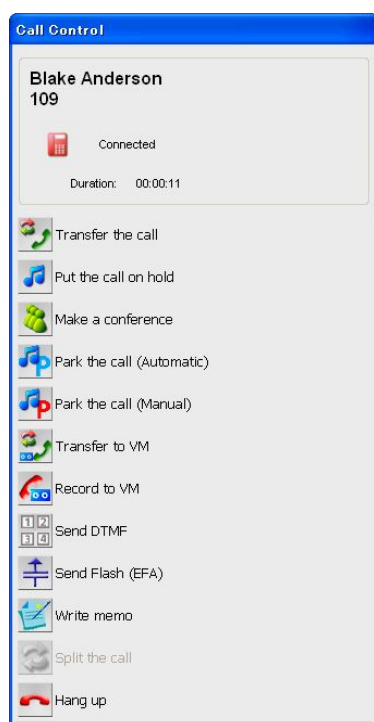 Call Control
Blake Anderson
109
Connected
Duration: 00:00:11
Transfer the call
Put the call on hold
Make a conference
Park the call (Automatic)
Park the call (Manual)
Transfer to VM
Record to VM
1 2
3 4
Send DTMF
Send Flash (EFA)
Write memo
Split the call
Hang up